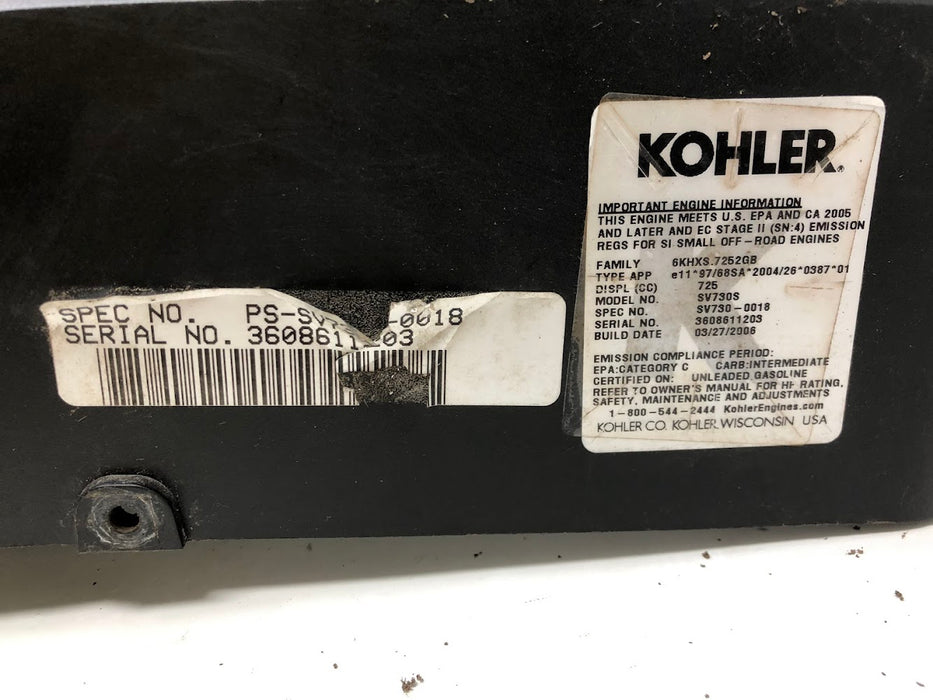 SPEC NO. PS-SV -0018
SERIAL NO. 3608611 03
KOHLER®
IMPORTANT ENGINE INFORMATION
THIS ENGINE MEETS U.S. EPA AND CA 2005
AND LATER AND EC STAGE II (SN:4) EMISSION
REGS FOR SI SMALL OFF-ROAD ENGINES
FAMILY 6KHXS.7252GB
TYPE APP e11*97/68SA*2004/26*0387*01
DISPL (CC) 725
MODEL NO. SV730S
SPEC NO. SV730-0018
SERIAL NO. 3608611203
BUILD DATE 03/27/2006
EMISSION COMPLIANCE PERIOD:
EPA:CATEGORY C CARB:INTERMEDIATE
CERTIFIED ON: UNLEADED GASOLINE
REFER TO OWNER'S MANUAL FOR HP RATING,
SAFETY, MAINTENANCE AND ADJUSTMENTS
1-800-544-2444 KohlerEngines.com
KOHLER CO. KOHLER, WISCONSIN USA